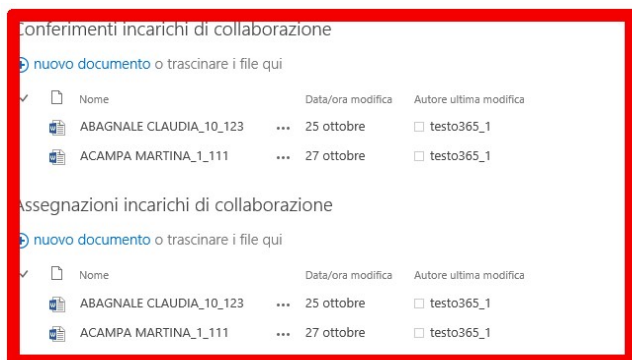 Conferimenti incarichi di collaborazione
nuovo documento o trascinare i file qui
Nome Data/ora modifica Autore ultima modifica
ABAGNALE CLAUDIA_10_123 ... 25 ottobre testo365_1
ACAMPA MARTINA_1_111 ... 27 ottobre testo365_1
Assegnazioni incarichi di collaborazione
nuovo documento o trascinare i file qui
Nome Data/ora modifica Autore ultima modifica
ABAGNALE CLAUDIA_10_123 ... 25 ottobre testo365_1
ACAMPA MARTINA_1_111 ... 27 ottobre testo365_1